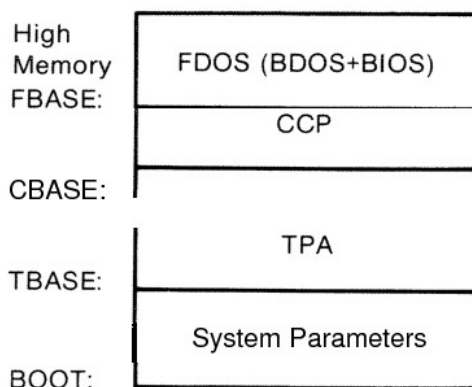 High
Memory
FDOS (BDOS+BIOS)
FBASE:
CCP
CBASE:
TPA
TBASE:
System Parameters
BOOT: